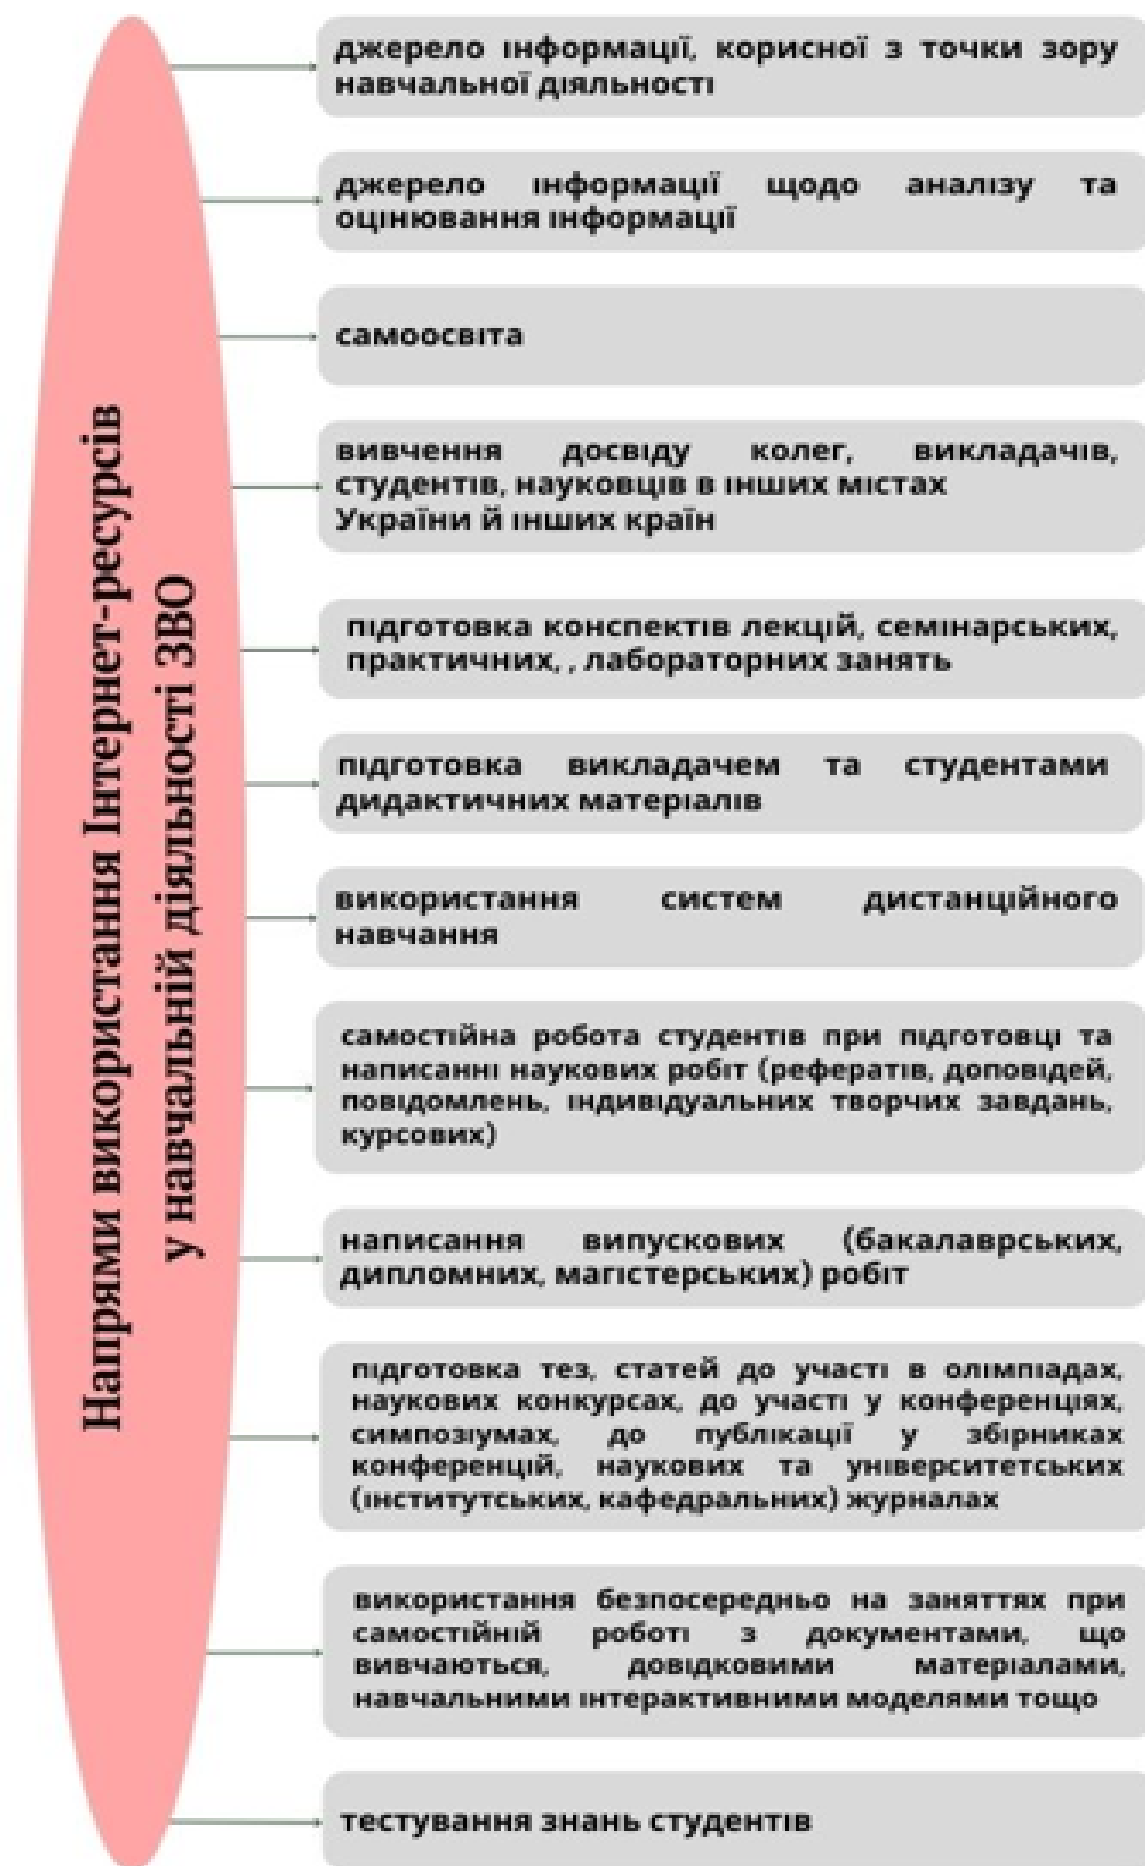 Напрями використання Інтернет-ресурсів
у навчальній діяльності ЗВО
джерело інформації, корисної з точки зору
навчальної діяльності
джерело інформації щодо аналізу та
оцінювання інформації
самоосвіта
вивчення досвіду колег, викладачів,
студентів, науковців в інших містах
України й інших країн
підготовка конспектів лекцій, семінарських,
практичних, , лабораторних занять
підготовка викладачем та студентами
дидактичних матеріалів
використання систем дистанційного
навчання
самостійна робота студентів при підготовці та
написанні наукових робіт (рефератів, доповідей,
повідомлень, індивідуальних творчих завдань,
курсових)
написання випускових (бакалаврських,
дипломних, магістерських) робіт
підготовка тез, статей до участі в олімпіадах,
наукових конкурсах, до участі у конференціях,
симпозіумах, до публікації у збірниках
конференцій, наукових та університетських
(інститутських, кафедральних) журналах
використання безпосередньо на заняттях при
самостійній роботі з документами, що
вивчаються, довідковими матеріалами,
навчальними інтерактивними моделями тощо
тестування знань студентів